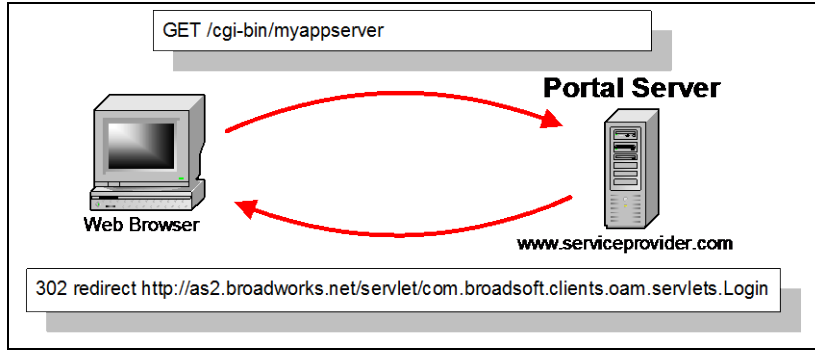 GET /cgi-bin/myappserver
Portal Server
Web Browser
www.serviceprovider.com
302 redirect http://as2.broadworks.net/servlet/com.broadsoft.clients.oam.servlets.Login